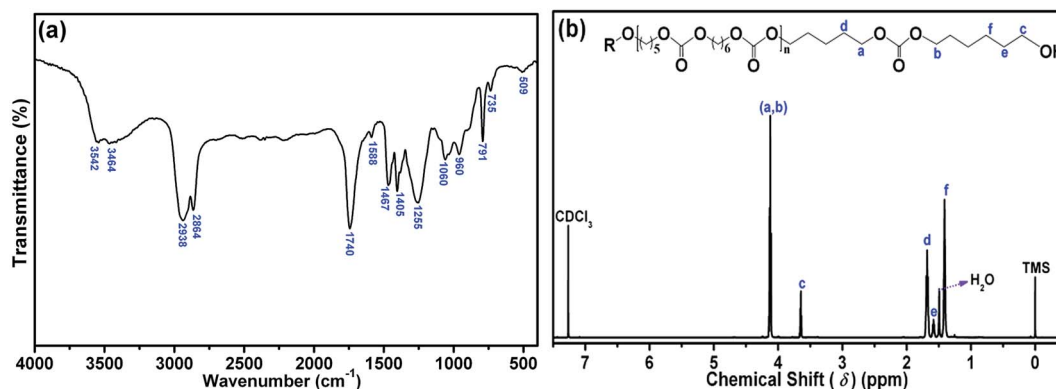 (a)
Transmittance (%)
3542
3464
2938
2864
1740
1588
1467
1405
1255
1060
960
791
735
509
4000 3500 3000 2500 2000 1500 1000 500
Wavenumber (cm⁻¹)
(b)
R O [ ( ) 5 O O ( ) 6 O O ] n O O OH
O O O
d f c
a b e
(a,b)
CDCl₃
c
d
e
f
H₂O
TMS
7 6 5 4 3 2 1 0
Chemical Shift ( δ ) (ppm)